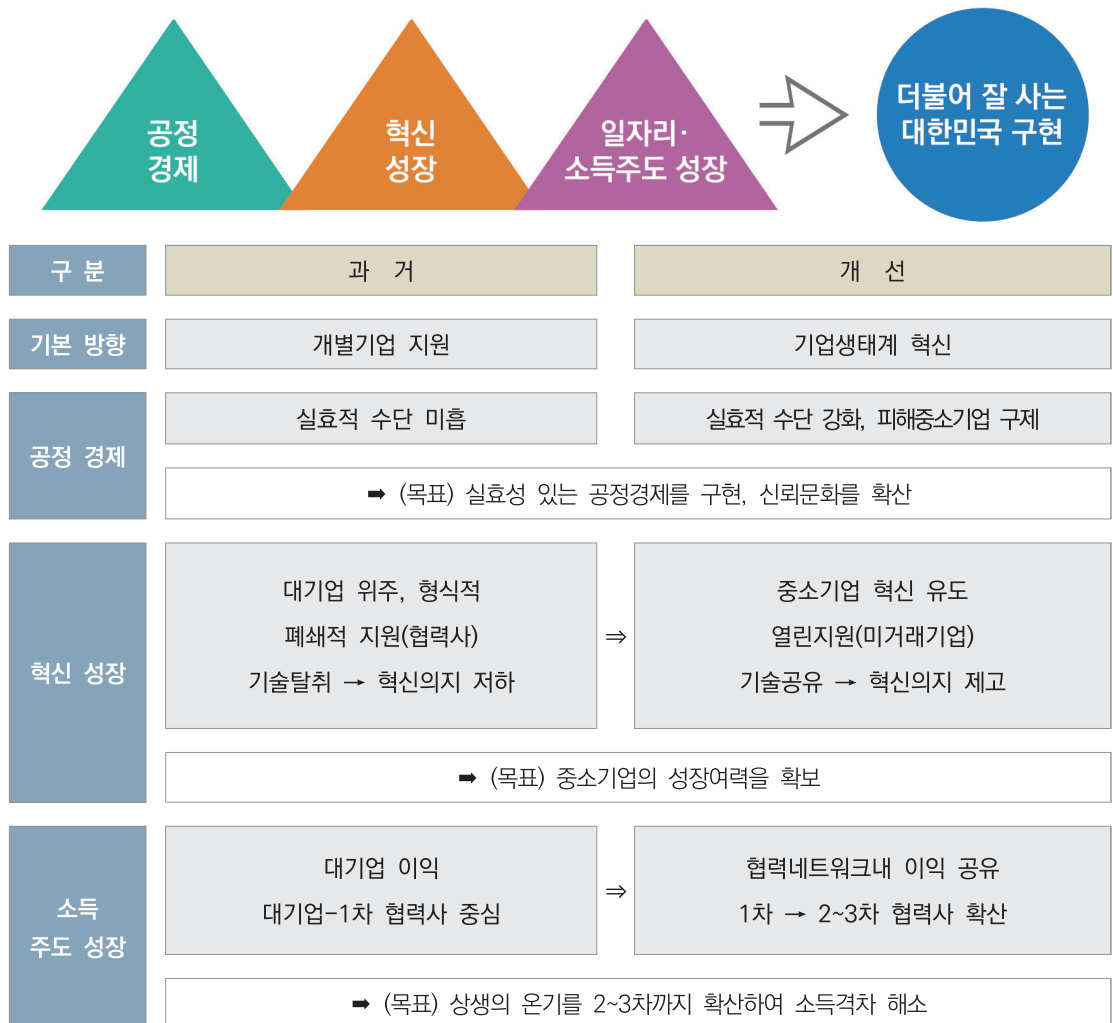 공정
경제
혁신
성장
일자리·
소득주도 성장
더불어 잘 사는
대한민국 구현
구 분
과 거
개 선
기본 방향
개별기업 지원
기업생태계 혁신
공정 경제
실효적 수단 미흡
실효적 수단 강화, 피해중소기업 구제
➡ (목표) 실효성 있는 공정경제를 구현, 신뢰문화를 확산
혁신 성장
대기업 위주, 형식적
폐쇄적 지원(협력사)
기술탈취 → 혁신의지 저하
⇒
중소기업 혁신 유도
열린지원(미거래기업)
기술공유 → 혁신의지 제고
➡ (목표) 중소기업의 성장여력을 확보
소득
주도 성장
대기업 이익
대기업-1차 협력사 중심
⇒
협력네트워크내 이익 공유
1차 → 2~3차 협력사 확산
➡ (목표) 상생의 온기를 2~3차까지 확산하여 소득격차 해소